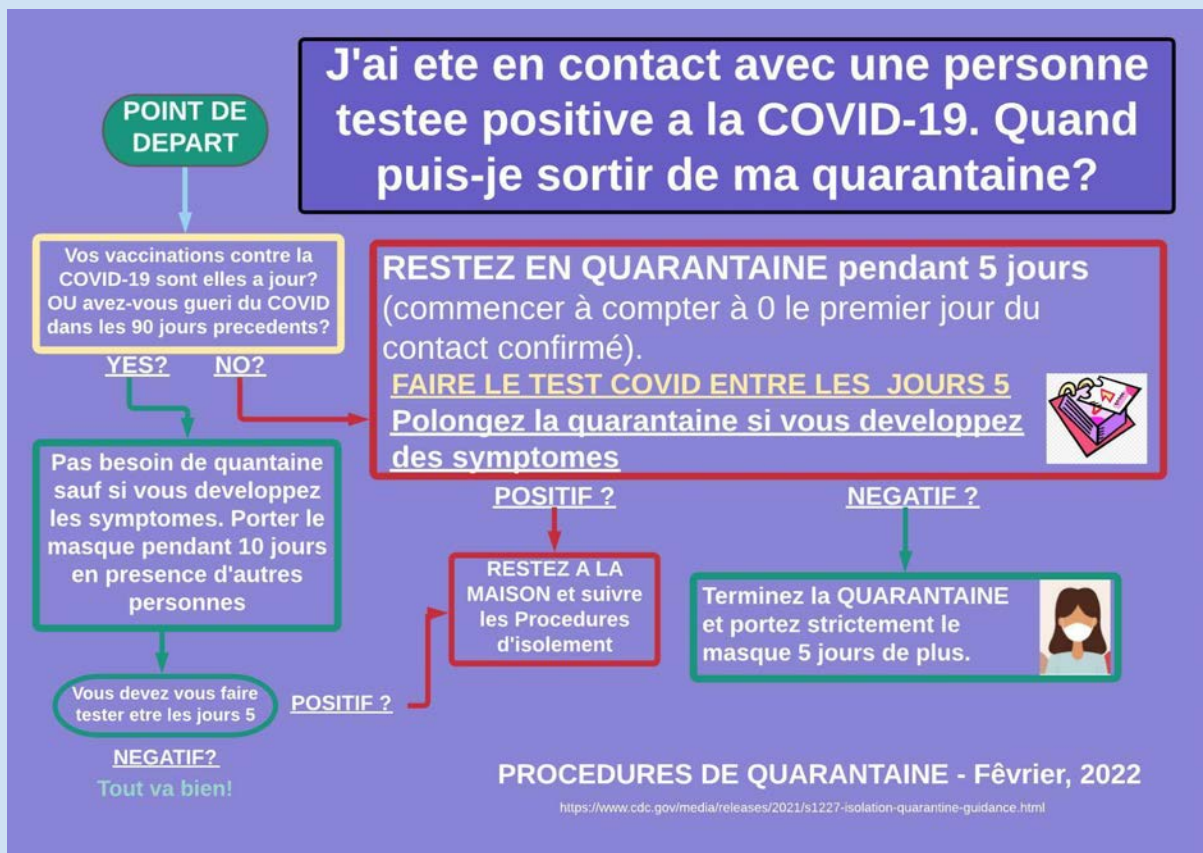 J'ai ete en contact avec une personne
testee positive a la COVID-19. Quand
puis-je sortir de ma quarantaine?
POINT DE
DEPART
Vos vaccinations contre la
COVID-19 sont elles a jour?
OU avez-vous gueri du COVID
dans les 90 jours precedents?
YES? NO?
RESTEZ EN QUARANTAINE pendant 5 jours
(commencer à compter à 0 le premier jour du
contact confirmé).
FAIRE LE TEST COVID ENTRE LES JOURS 5
Polongez la quarantaine si vous developpez
des symptomes
Pas besoin de quantaine
sauf si vous developpez
les symptomes. Porter le
masque pendant 10 jours
en presence d'autres
personnes
POSITIF ?
NEGATIF ?
RESTEZ A LA
MAISON et suivre
les Procedures
d'isolement
Terminez la QUARANTAINE
et portez strictement le
masque 5 jours de plus.
Vous devez vous faire
tester etre les jours 5
POSITIF ?
NEGATIF?
Tout va bien!
PROCEDURES DE QUARANTAINE - Fêvrier, 2022
https://www.cdc.gov/media/releases/2021/s1227-isolation-quarantine-guidance.html